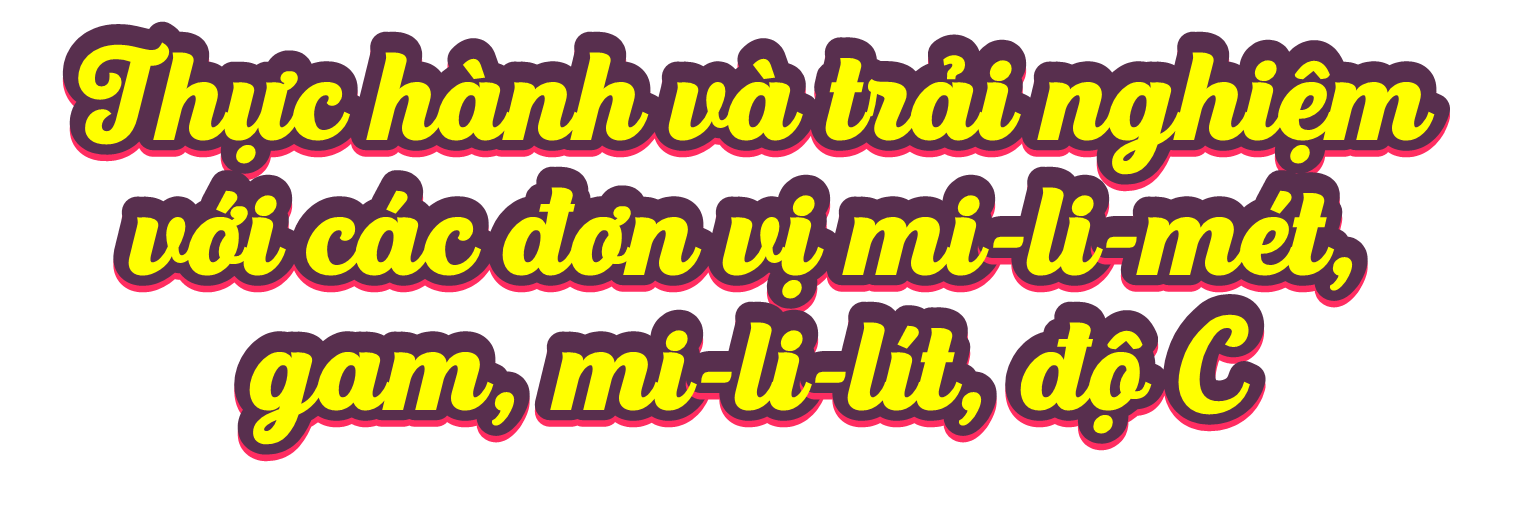 Thực hành và trải nghiệm
với các đơn vị mi-li-mét,
gam, mi-li-lít, độ C